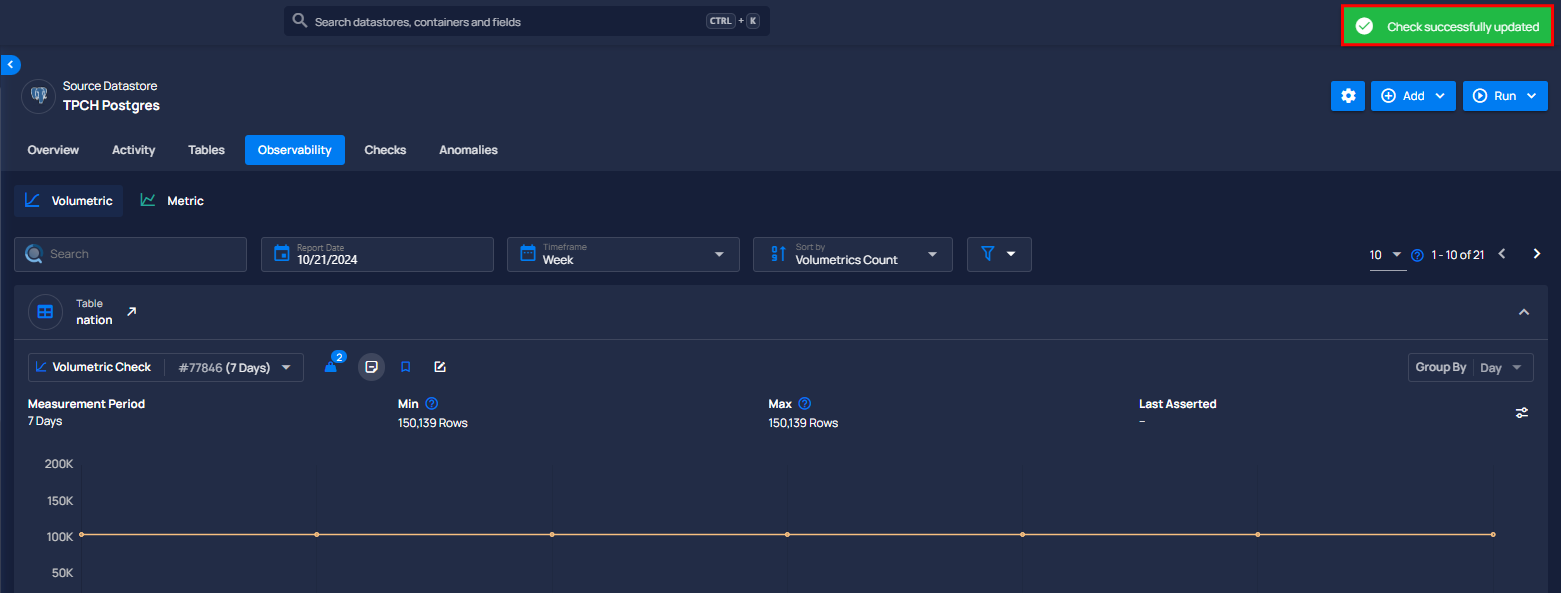 Search datastores, containers and fields CTRL + K
Check successfully updated
Source Datastore
TPCH Postgres
Add Run
Overview Activity Tables Observability Checks Anomalies
Volumetric Metric
Search
Report Date
10/21/2024
Timeframe
Week
Sort by
Volumetrics Count
10 1 - 10 of 21
Table
nation
Volumetric Check #77846 (7 Days) 2
Group By Day
Measurement Period
7 Days
Min
150,139 Rows
Max
150,139 Rows
Last Asserted
–
200K
150K
100K
50K